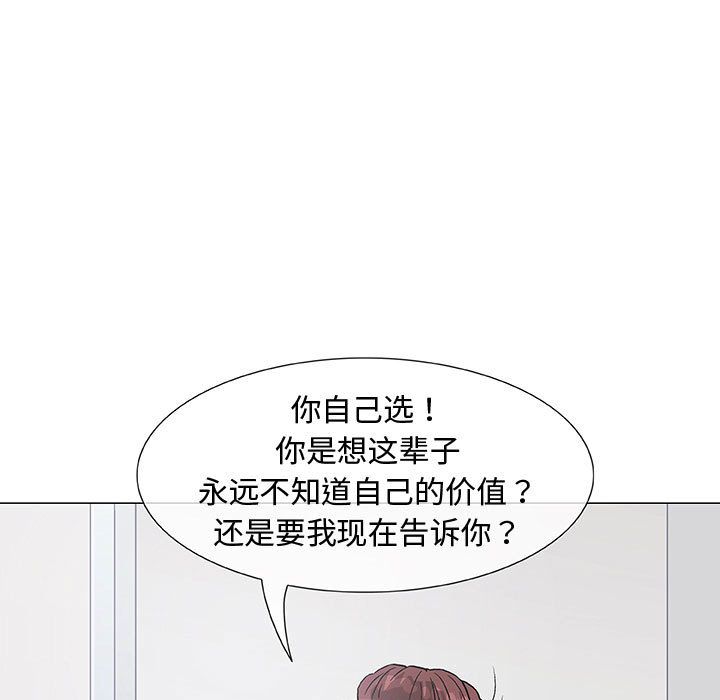 你自己选！
你是想这辈子
永远不知道自己的价值？
还是要我现在告诉你？